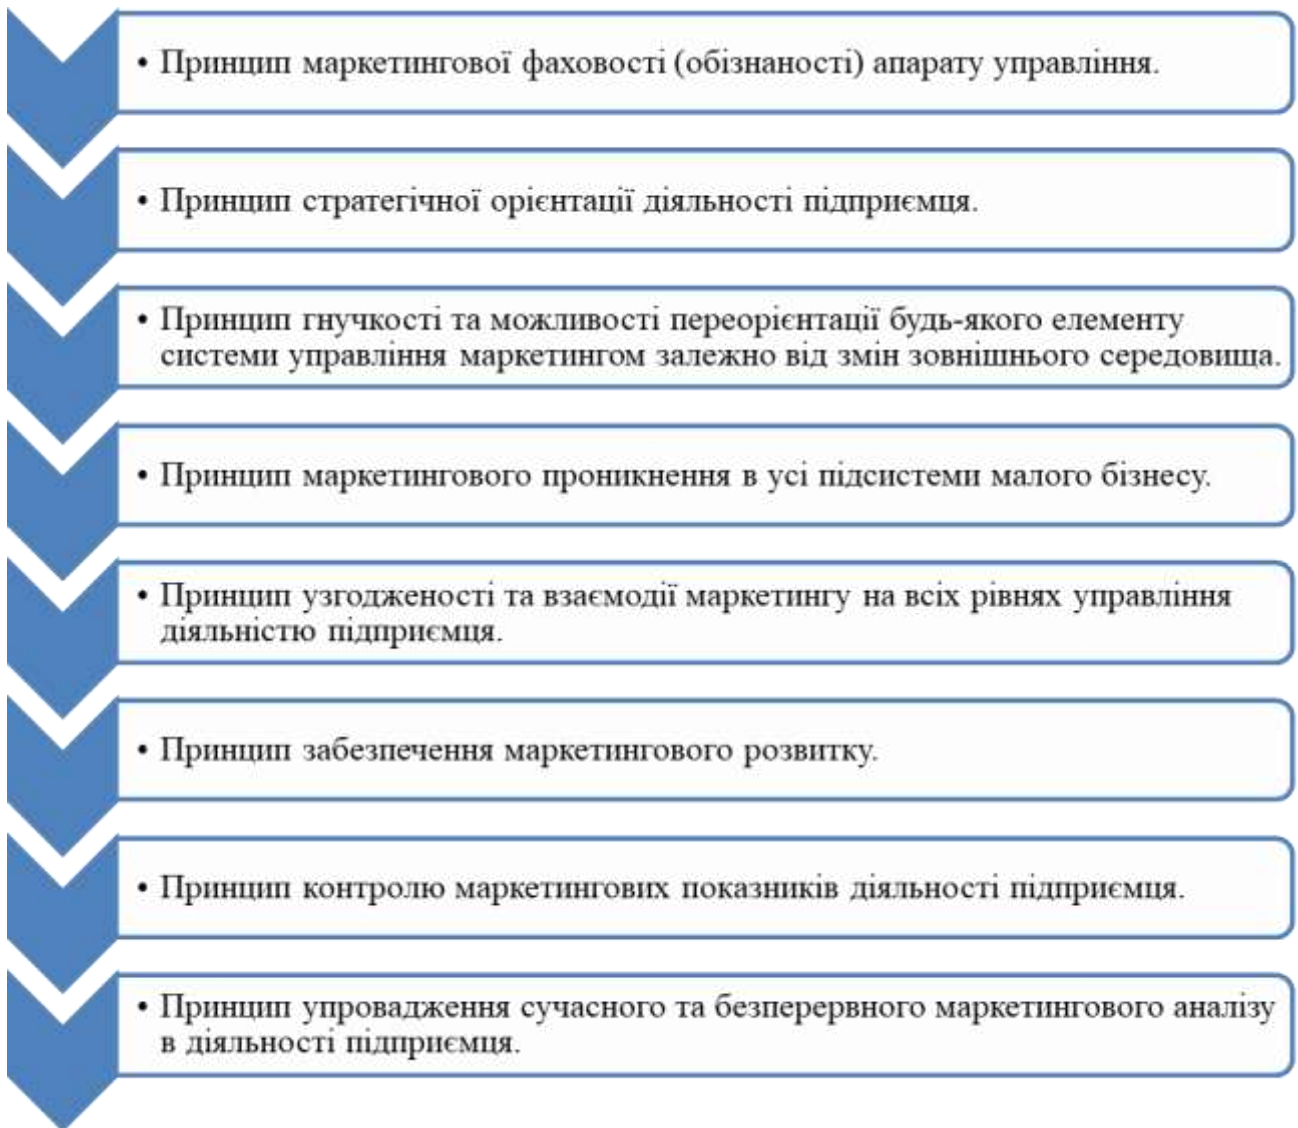 • Принцип маркетингової фаховості (обізнаності) апарату управління.
• Принцип стратегічної орієнтації діяльності підприємця.
• Принцип гнучкості та можливості переорієнтації будь-якого елементу
системи управління маркетингом залежно від змін зовнішнього середовища.
• Принцип маркетингового проникнення в усі підсистеми малого бізнесу.
• Принцип узгодженості та взаємодії маркетингу на всіх рівнях управління
діяльністю підприємця.
• Принцип забезпечення маркетингового розвитку.
• Принцип контролю маркетингових показників діяльності підприємця.
• Принцип упровадження сучасного та безперервного маркетингового аналізу
в діяльності підприємця.